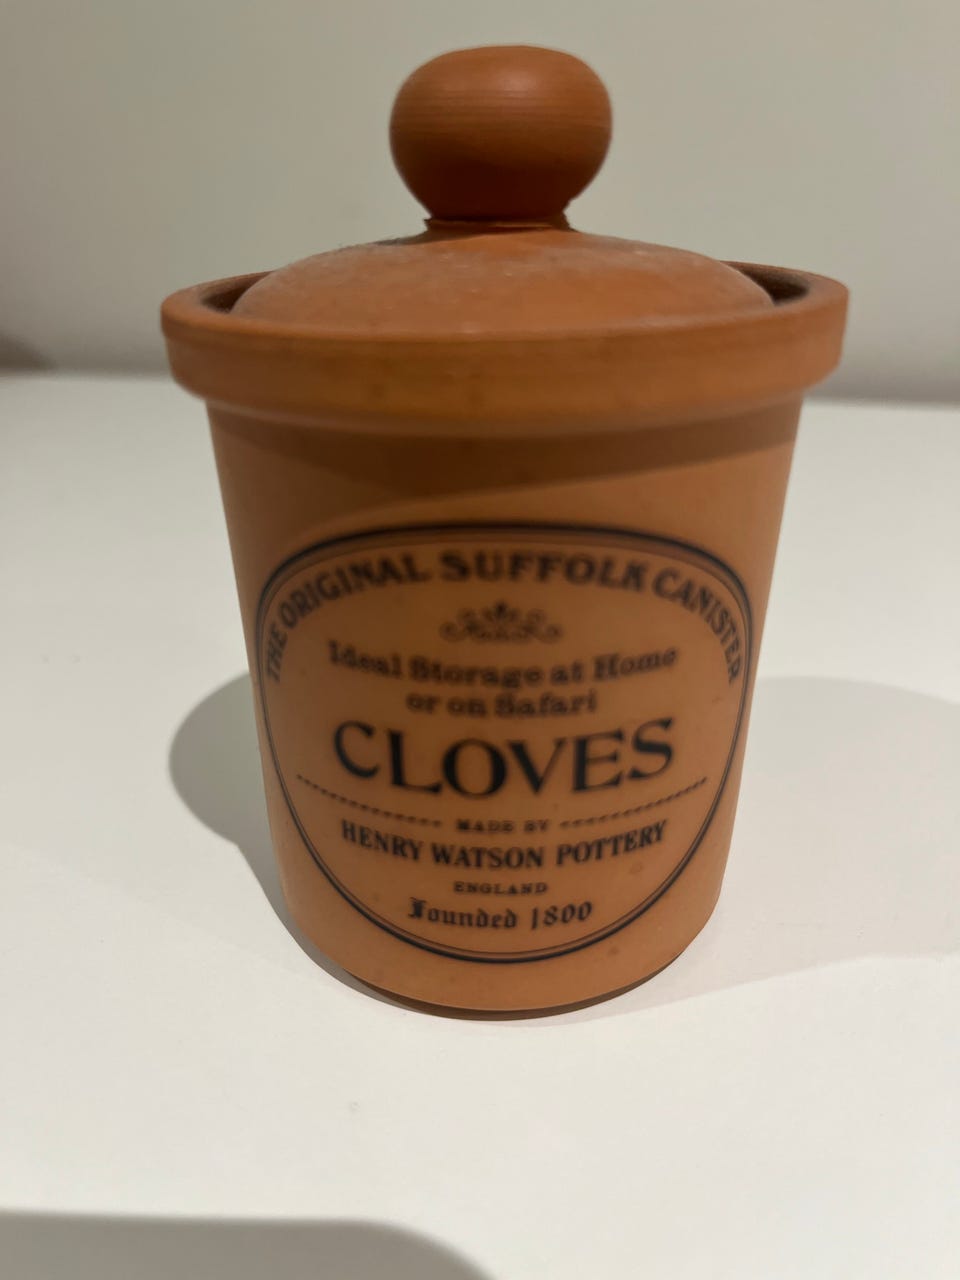 THE ORIGINAL SUFFOLK CANISTER
Ideal Storage at Home
or on Safari
CLOVES
MADE BY
HENRY WATSON POTTERY
ENGLAND
Founded 1800